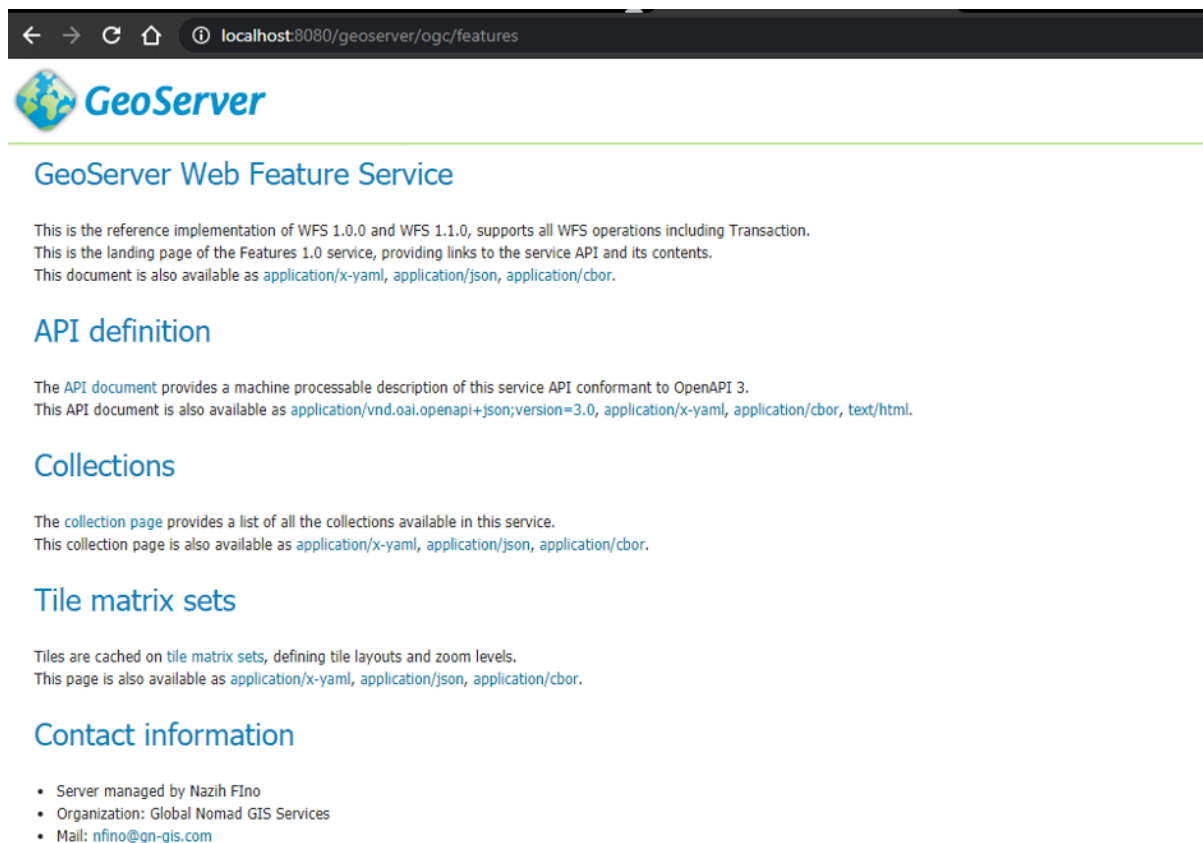 localhost:8080/geoserver/ogc/features
GeoServer
GeoServer Web Feature Service
This is the reference implementation of WFS 1.0.0 and WFS 1.1.0, supports all WFS operations including Transaction.
This is the landing page of the Features 1.0 service, providing links to the service API and its contents.
This document is also available as application/x-yaml, application/json, application/cbor.
API definition
The API document provides a machine processable description of this service API conformant to OpenAPI 3.
This API document is also available as application/vnd.oai.openapi+json;version=3.0, application/x-yaml, application/cbor, text/html.
Collections
The collection page provides a list of all the collections available in this service.
This collection page is also available as application/x-yaml, application/json, application/cbor.
Tile matrix sets
Tiles are cached on tile matrix sets, defining tile layouts and zoom levels.
This page is also available as application/x-yaml, application/json, application/cbor.
Contact information
• Server managed by Nazih FIno
• Organization: Global Nomad GIS Services
• Mail: nfino@gn-gis.com